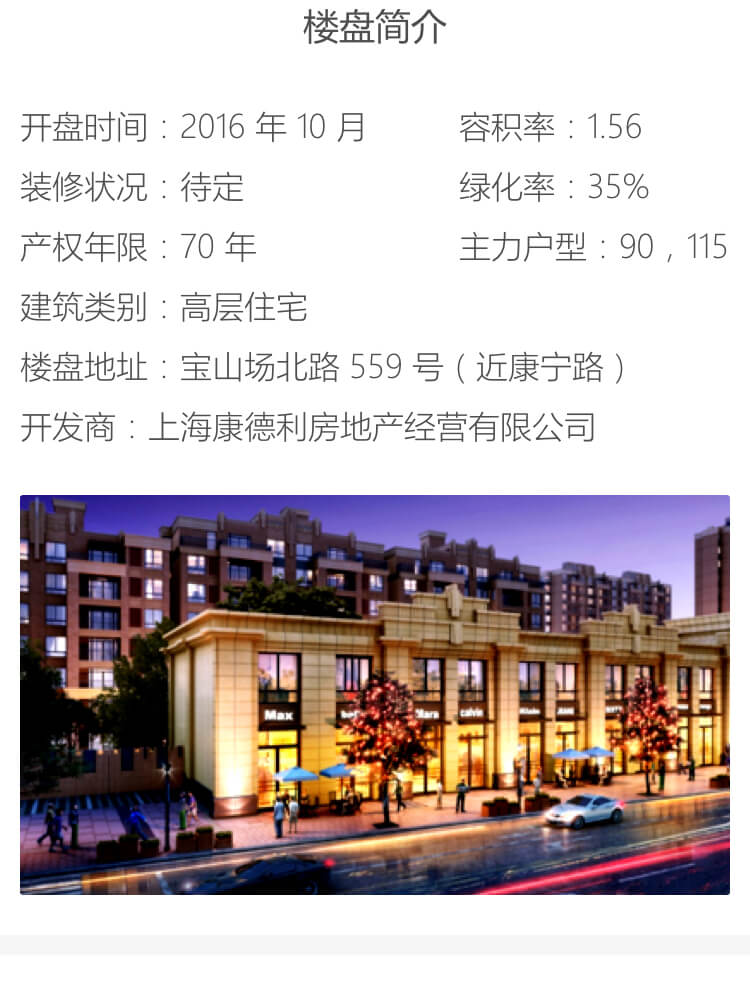 楼盘简介
开盘时间：2016 年 10 月
容积率：1.56
装修状况：待定
绿化率：35%
产权年限：70 年
主力户型：90，115
建筑类别：高层住宅
楼盘地址：宝山场北路 559 号（近康宁路）
开发商：上海康德利房地产经营有限公司
Max
calvin